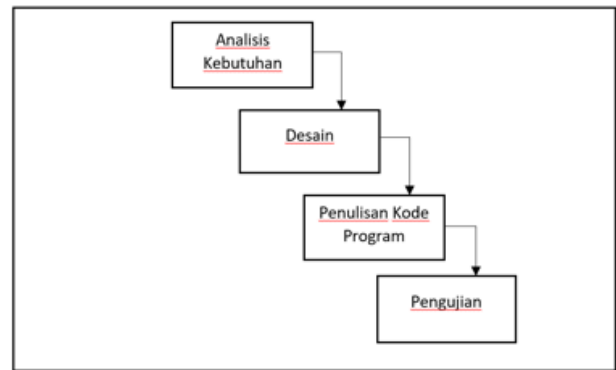 Analisis
Kebutuhan
Desain
Penulisan Kode
Program
Pengujian